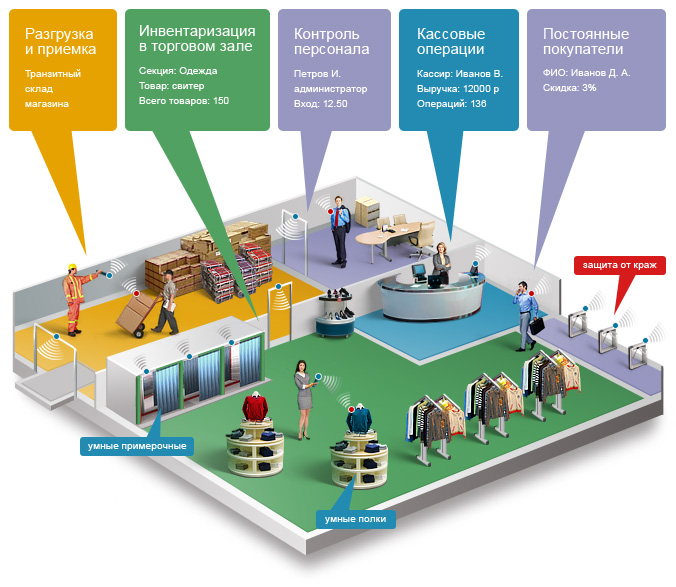 Разгрузка
и приемка
Транзитный
склад
магазина
Инвентаризация
в торговом зале
Секция: Одежда
Товар: свитер
Всего товаров: 150
Контроль
персонала
Петров И.
администратор
Вход: 12.50
Кассовые
операции
Кассир: Иванов В.
Выручка: 12000 р
Операций: 136
Постоянные
покупатели
ФИО: Иванов Д. А.
Скидка: 3%
защита от краж
умные примерочные
умные полки